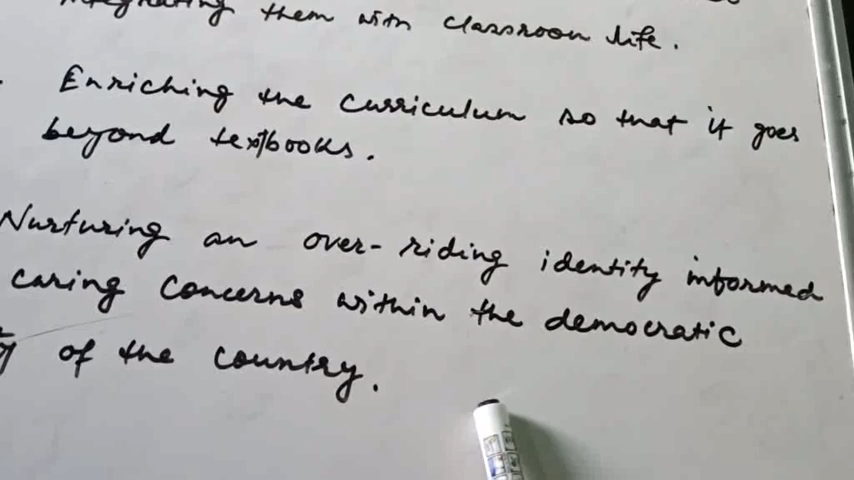 integrating them with classroom life.
Enriching the curriculum so that it goes
beyond textbooks.
Nurturing an over-riding identity informed
caring concerns within the democratic
of the country.